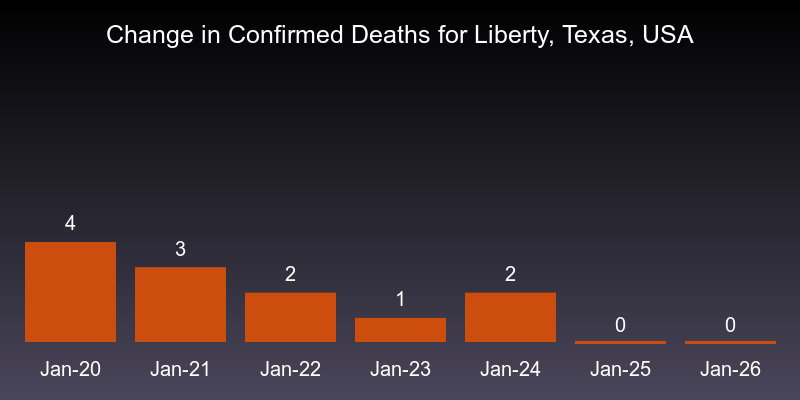 Change in Confirmed Deaths for Liberty, Texas, USA
4
3
2
1
2
0
0
Jan-20
Jan-21
Jan-22
Jan-23
Jan-24
Jan-25
Jan-26